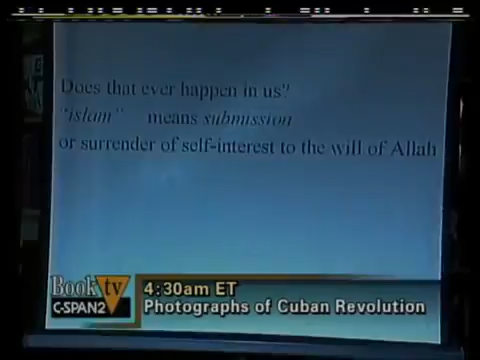 Does that ever happen in us?
"islam" means submission
or surrender of self-interest to the will of Allah
Book tv
C-SPAN2
4:30am ET
Photographs of Cuban Revolution